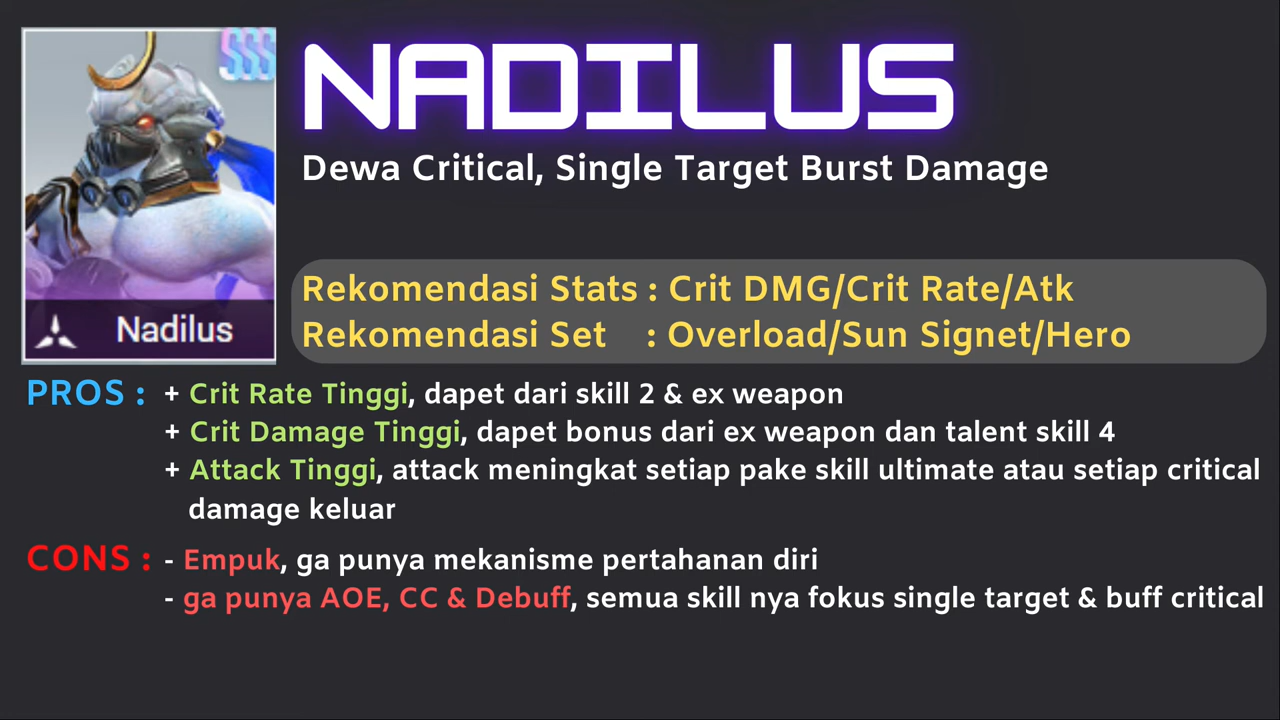 SSS
NADILUS
Dewa Critical, Single Target Burst Damage
Rekomendasi Stats : Crit DMG/Crit Rate/Atk
Rekomendasi Set : Overload/Sun Signet/Hero
Nadilus
PROS : + Crit Rate Tinggi, dapet dari skill 2 & ex weapon
+ Crit Damage Tinggi, dapet bonus dari ex weapon dan talent skill 4
+ Attack Tinggi, attack meningkat setiap pake skill ultimate atau setiap critical
damage keluar
CONS : - Empuk, ga punya mekanisme pertahanan diri
- ga punya AOE, CC & Debuff, semua skill nya fokus single target & buff critical